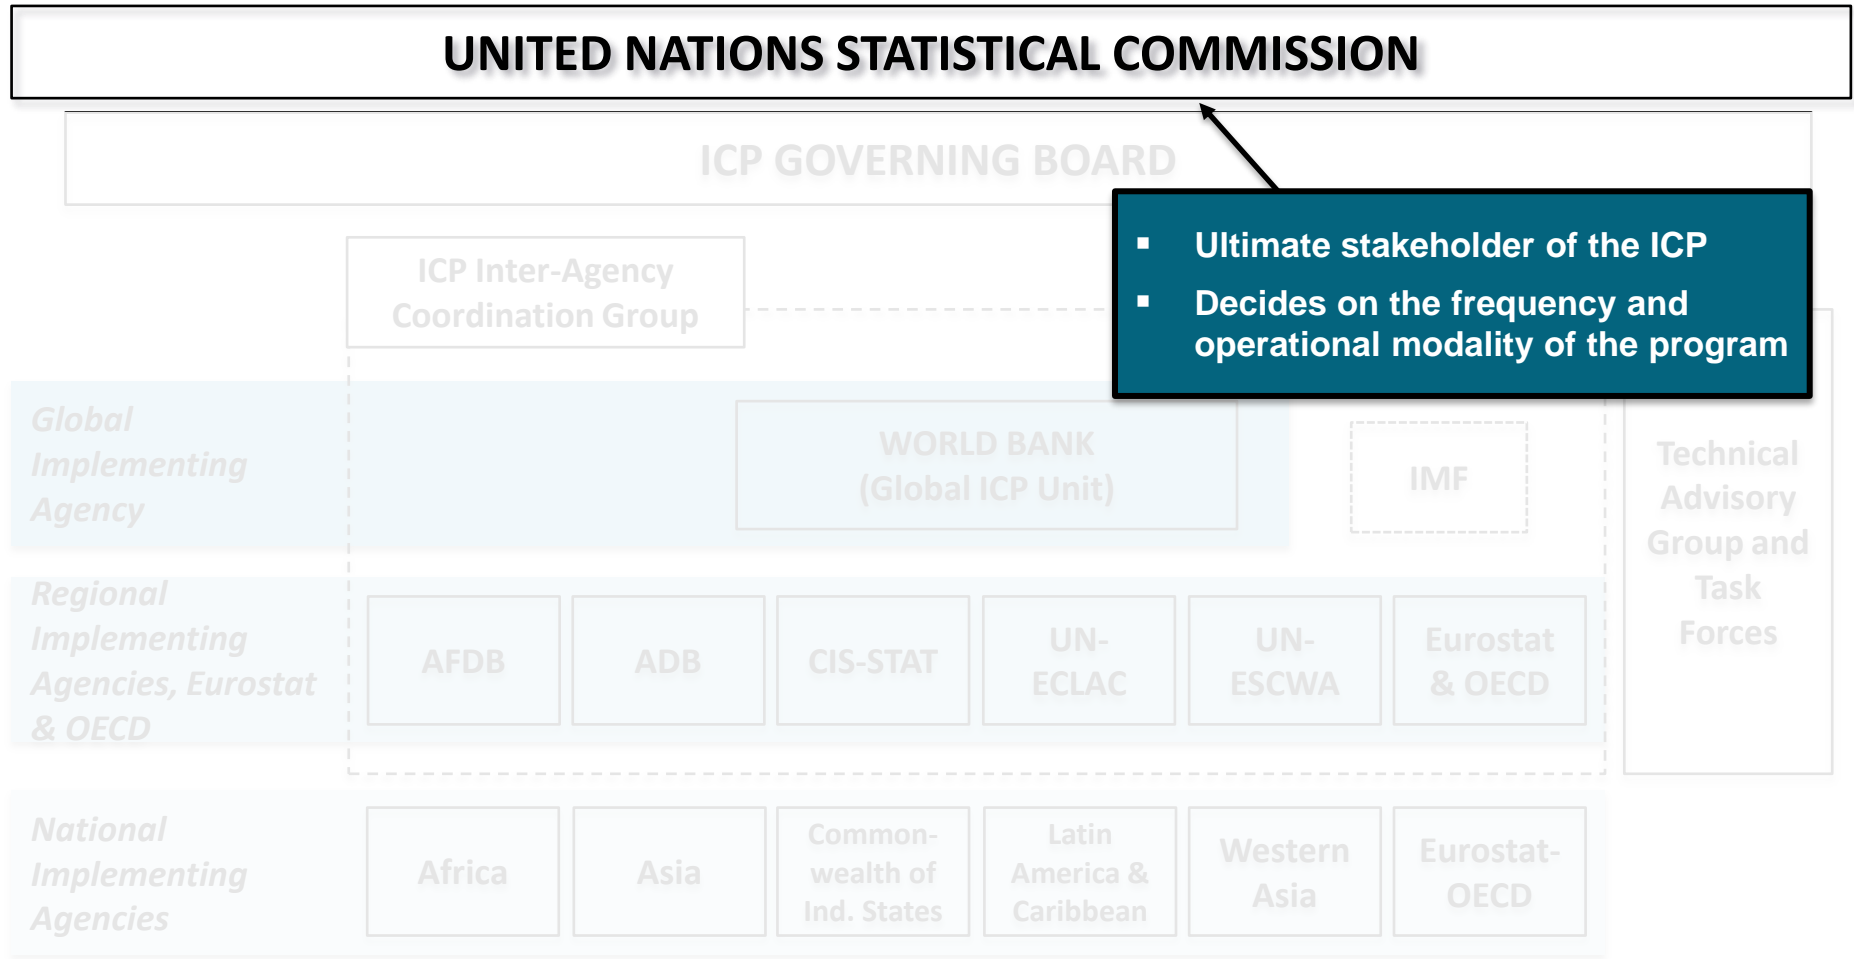 UNITED NATIONS STATISTICAL COMMISSION
ICP GOVERNING BOARD
▪ Ultimate stakeholder of the ICP
▪ Decides on the frequency and
operational modality of the program
ICP Inter-Agency
Coordination Group
Global
Implementing
Agency
WORLD BANK
(Global ICP Unit)
IMF
Technical
Advisory
Group and
Task
Forces
Regional
Implementing
Agencies, Eurostat
& OECD
AFDB
ADB
CIS-STAT
UN-
ECLAC
UN-
ESCWA
Eurostat
& OECD
National
Implementing
Agencies
Africa
Asia
Common-
wealth of
Ind. States
Latin
America &
Caribbean
Western
Asia
Eurostat-
OECD